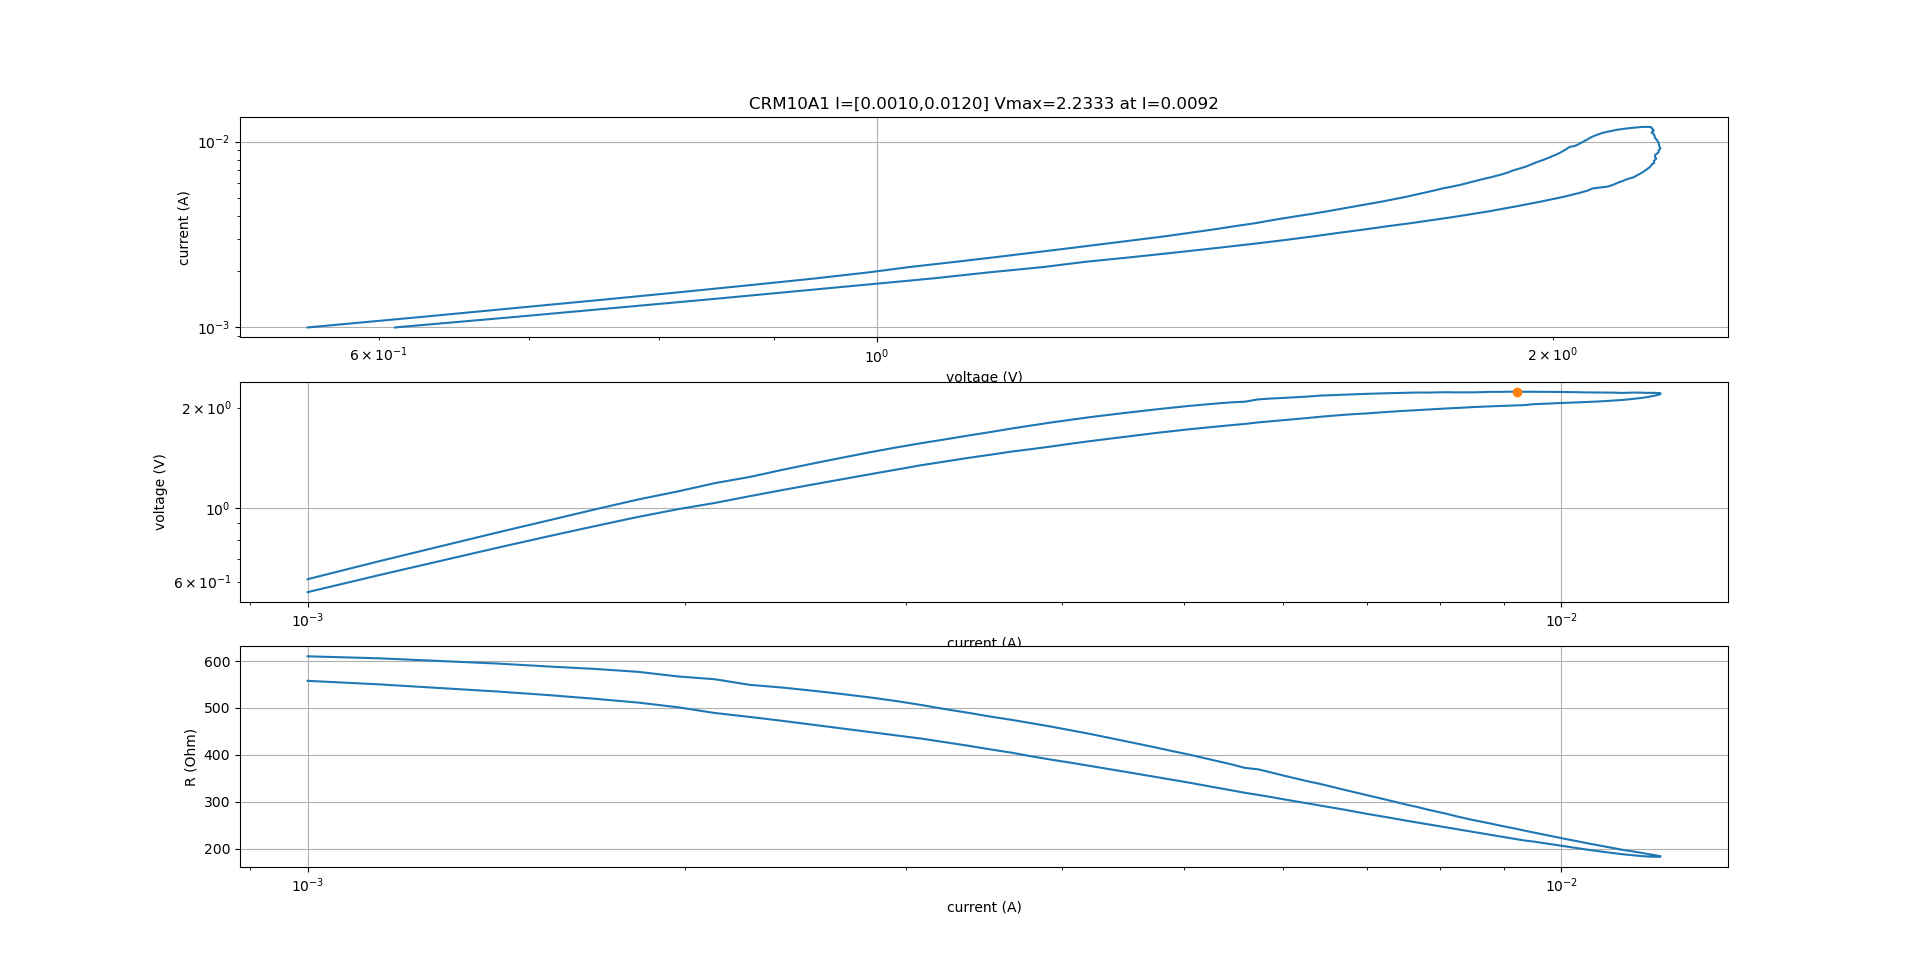 CRM10A1 I=[0.0010,0.0120] Vmax=2.2333 at I=0.0092
current (A)
10⁻²
10⁻³
6 × 10⁻¹
10⁰
2 × 10⁰
voltage (V)
voltage (V)
2 × 10⁰
10⁰
6 × 10⁻¹
10⁻³
10⁻²
current (A)
R (Ohm)
600
500
400
300
200
10⁻³
10⁻²
current (A)